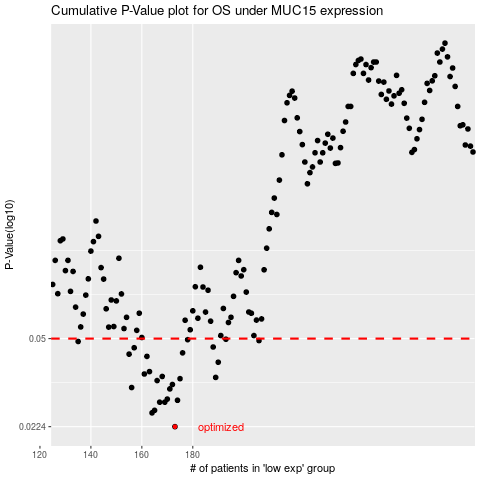 Cumulative P-Value plot for OS under MUC15 expression
P-Value(log10)
0.05
0.0224
optimized
120 140 160 180
# of patients in 'low exp' group